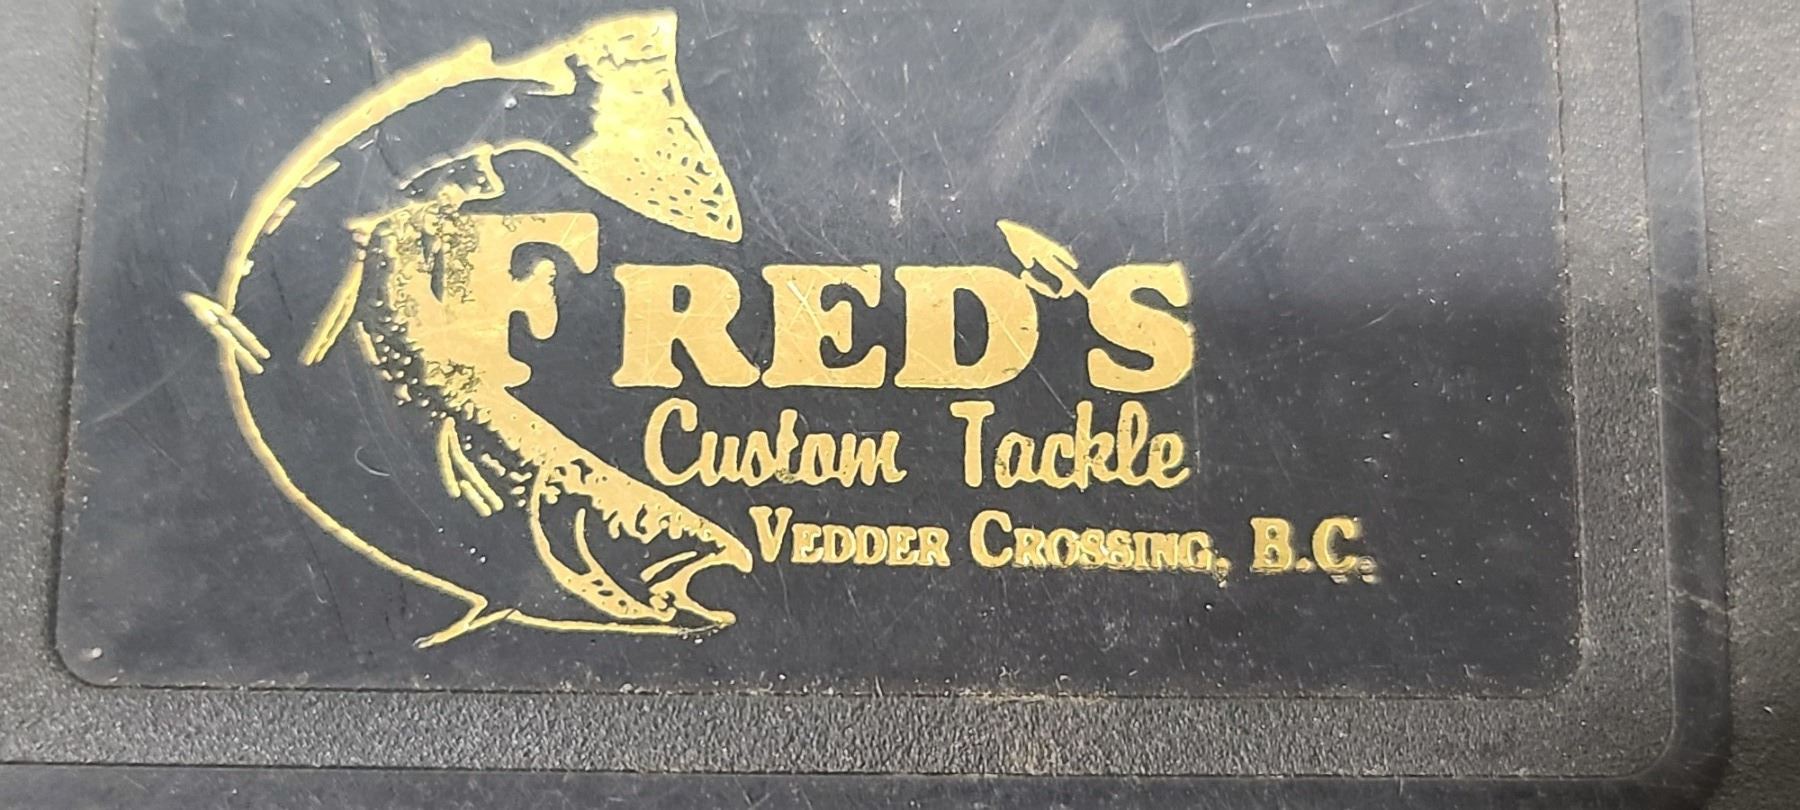 FRED'S
Custom Tackle
VEDDER CROSSING, B.C.